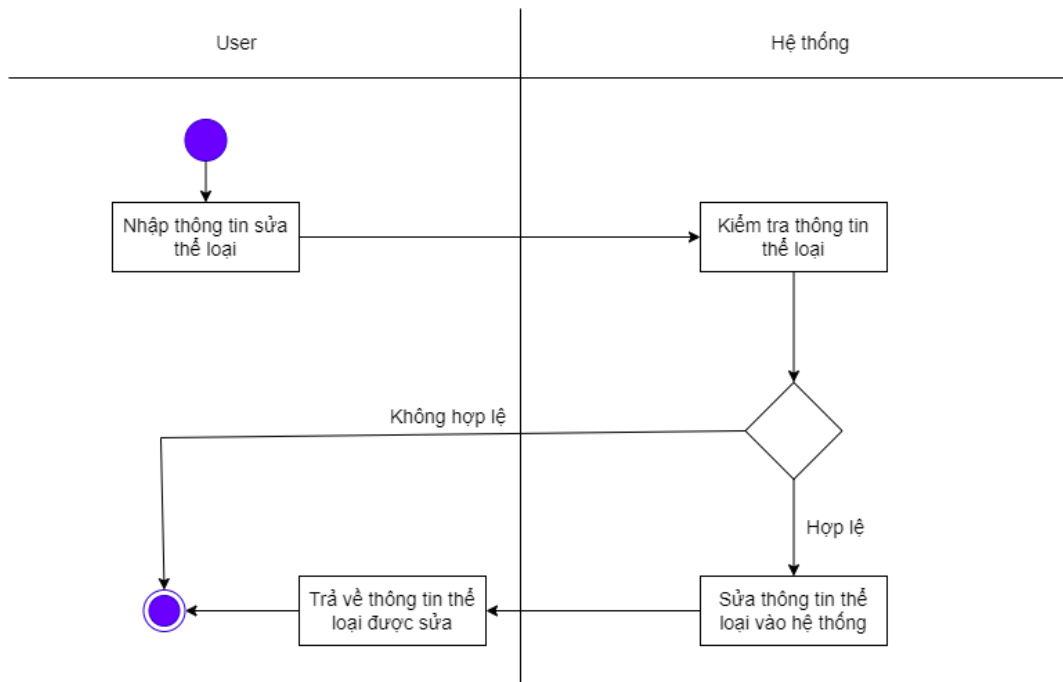 User
Hệ thống
Nhập thông tin sửa
thể loại
Kiểm tra thông tin
thể loại
Không hợp lệ
Hợp lệ
Trả về thông tin thể
loại được sửa
Sửa thông tin thể
loại vào hệ thống